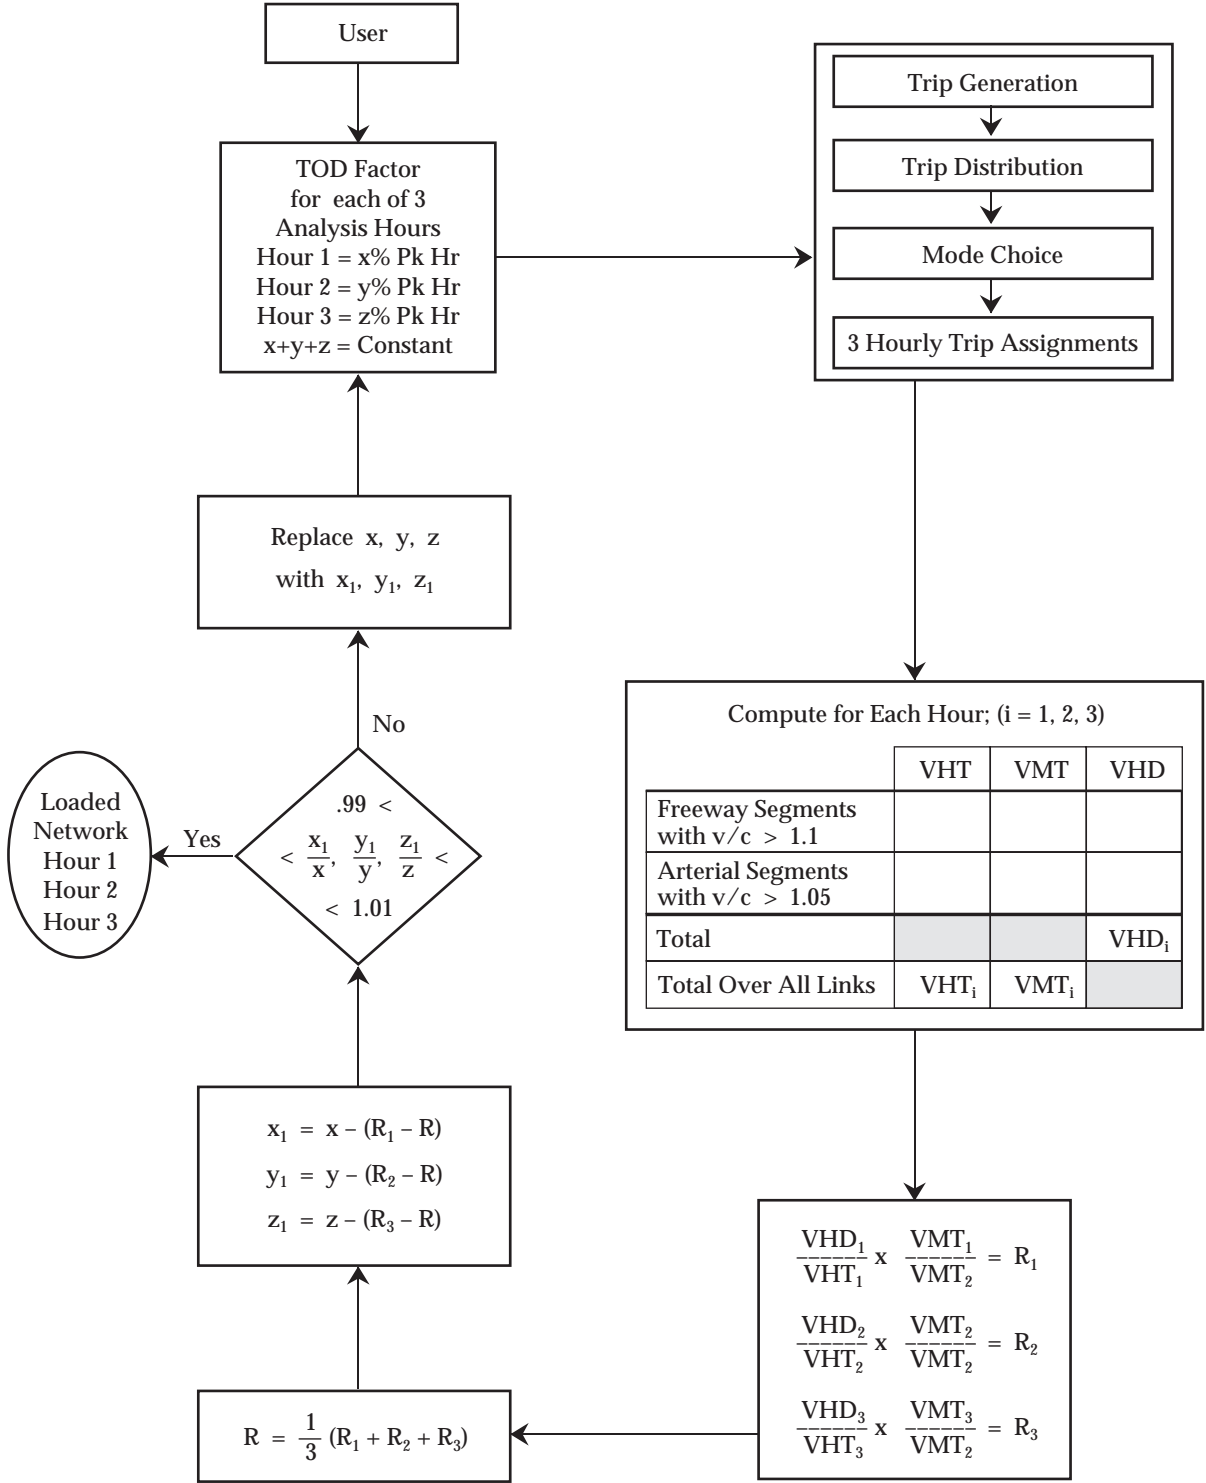 User
TOD Factor
for each of 3
Analysis Hours
Hour 1 = x% Pk Hr
Hour 2 = y% Pk Hr
Hour 3 = z% Pk Hr
x+y+z = Constant
Trip Generation
Trip Distribution
Mode Choice
3 Hourly Trip Assignments
Compute for Each Hour; (i = 1, 2, 3)
VHT VMT VHD
Freeway Segments
with v/c > 1.1
Arterial Segments
with v/c > 1.05
Total VHDᵢ
Total Over All Links VHTᵢ VMTᵢ
VHD₁/VHT₁ x VMT₁/VMT₂ = R₁
VHD₂/VHT₂ x VMT₂/VMT₂ = R₂
VHD₃/VHT₃ x VMT₃/VMT₂ = R₃
R = 1/3 (R₁ + R₂ + R₃)
x₁ = x – (R₁ – R)
y₁ = y – (R₂ – R)
z₁ = z – (R₃ – R)
.99 <
< x₁/x, y₁/y, z₁/z <
< 1.01
Yes
Loaded
Network
Hour 1
Hour 2
Hour 3
No
Replace x, y, z
with x₁, y₁, z₁